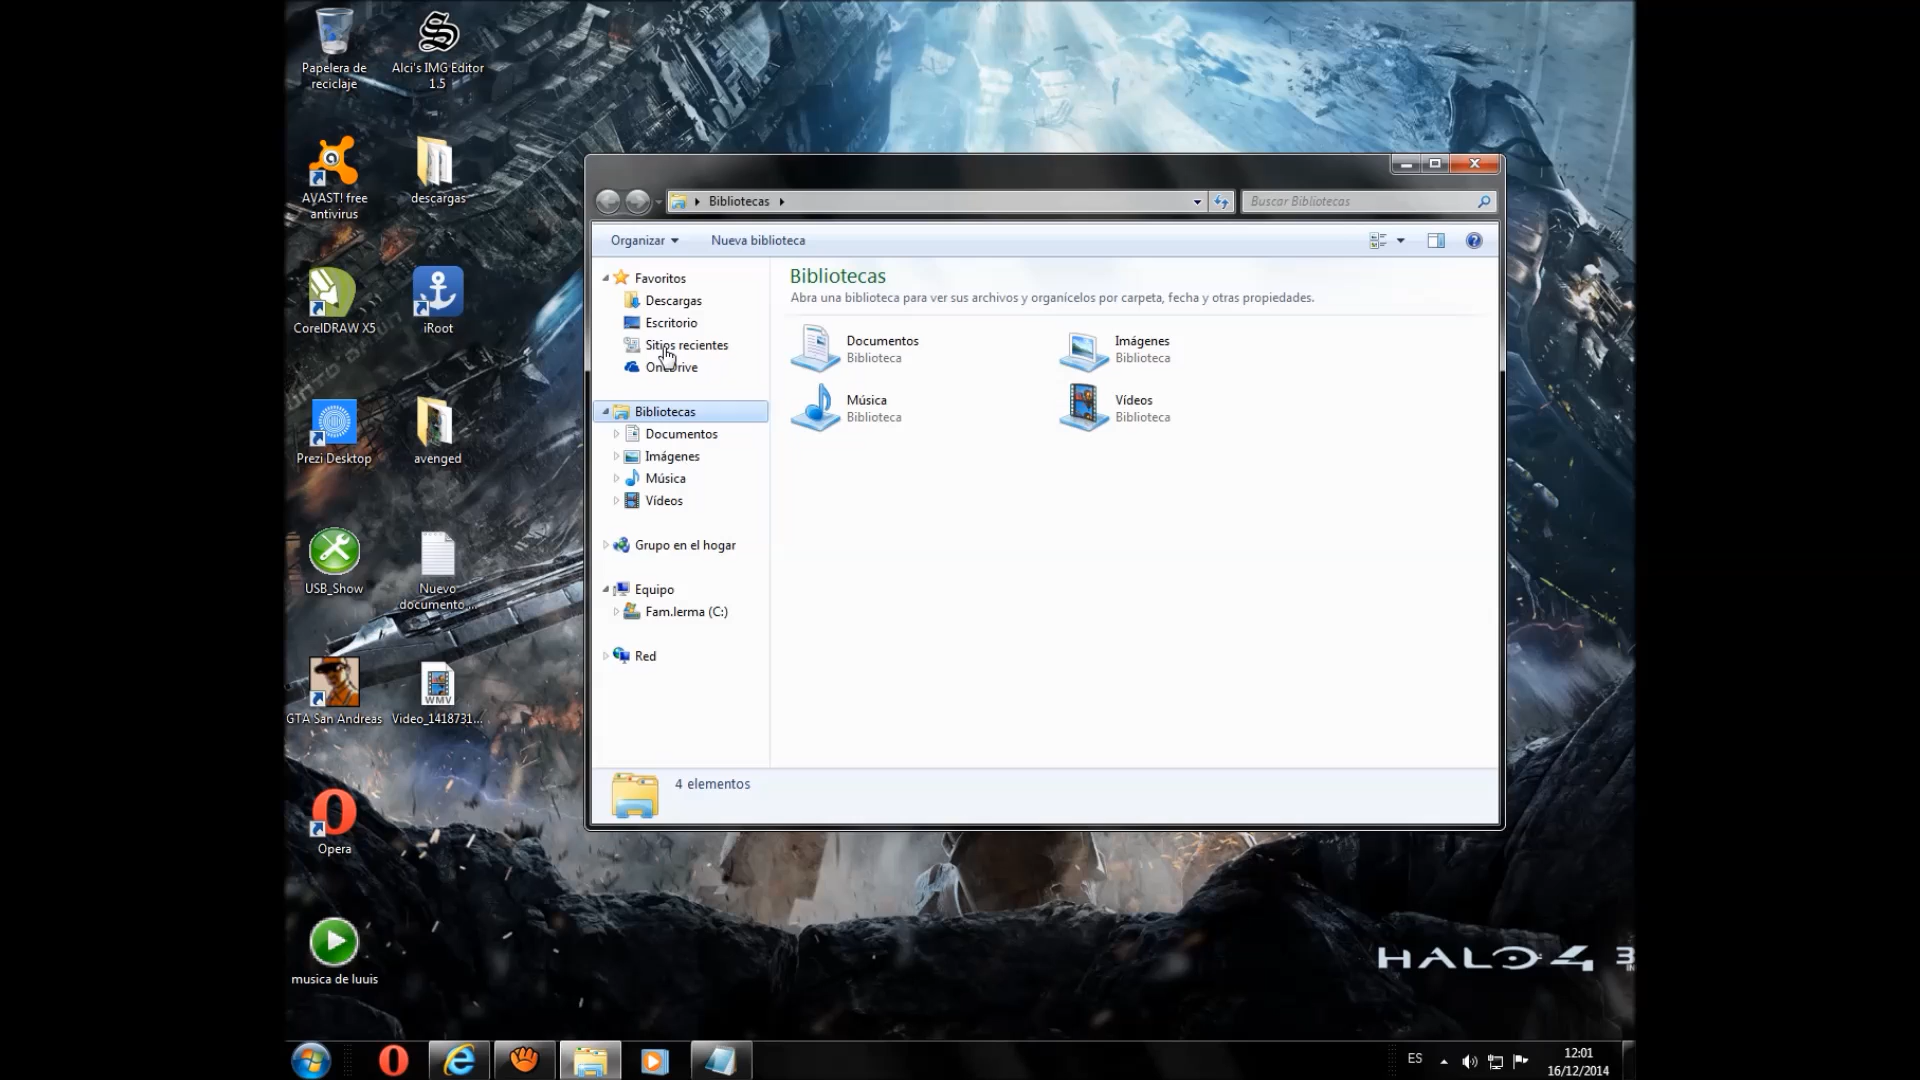 Papelera de
reciclaje
Alci's IMG Editor
1.5
AVAST! free
antivirus
descargas
CorelDRAW X5
iRoot
Prezi Desktop
avenged
USB_Show
Nuevo
documento...
GTA San Andreas
WMV
Video_1418731...
Opera
musica de luuis
Bibliotecas
Buscar Bibliotecas
Organizar
Nueva biblioteca
Favoritos
Descargas
Escritorio
Sitios recientes
OneDrive
Bibliotecas
Documentos
Imágenes
Música
Vídeos
Grupo en el hogar
Equipo
Fam.lerma (C:)
Red
Bibliotecas
Abra una biblioteca para ver sus archivos y organícelos por carpeta, fecha y otras propiedades.
Documentos
Biblioteca
Imágenes
Biblioteca
Música
Biblioteca
Vídeos
Biblioteca
4 elementos
HALO 4
ES
12:01
16/12/2014